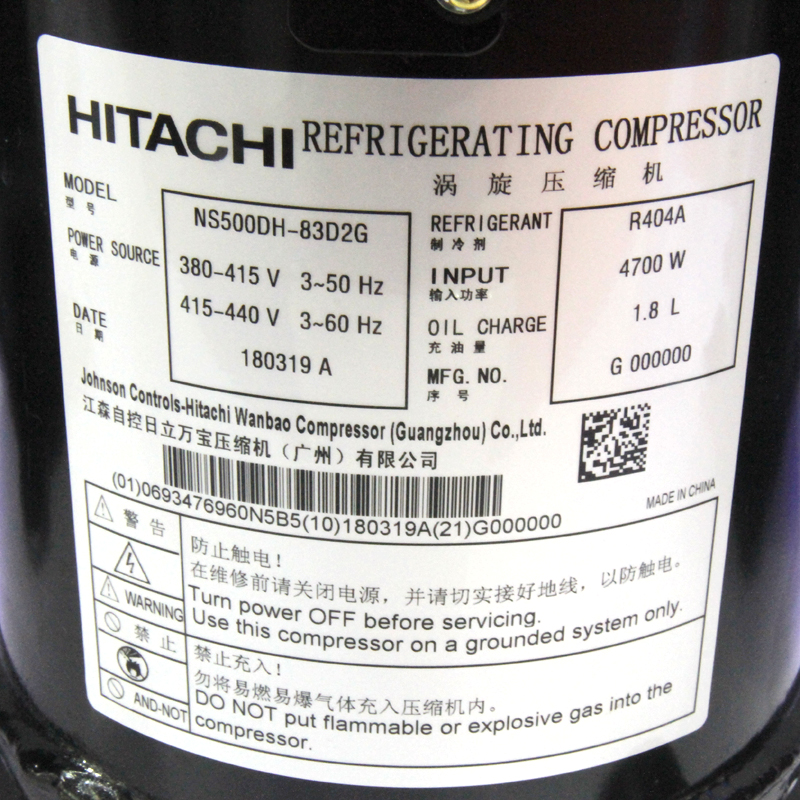 HITACHI REFRIGERATING COMPRESSOR
涡 旋 压 缩 机
MODEL
型 号
NS500DH-83D2G
POWER SOURCE
电 源
380-415 V 3~50 Hz
415-440 V 3~60 Hz
DATE
日 期
180319 A
REFRIGERANT
制 冷 剂
R404A
INPUT
输入功率
4700 W
OIL CHARGE
充 油 量
1.8 L
MFG. NO.
序 号
G 000000
Johnson Controls-Hitachi Wanbao Compressor (Guangzhou) Co.,Ltd.
江森自控日立万宝压缩机（广州）有限公司
(01)0693476960N5B5(10)180319A(21)G000000
MADE IN CHINA
警 告
WARNING
防止触电！
在维修前请关闭电源，并请切实接好地线，以防触电。
Turn power OFF before servicing.
Use this compressor on a grounded system only.
禁 止
AND-NOT
禁止充入！
勿将易燃易爆气体充入压缩机内。
DO NOT put flammable or explosive gas into the
compressor.